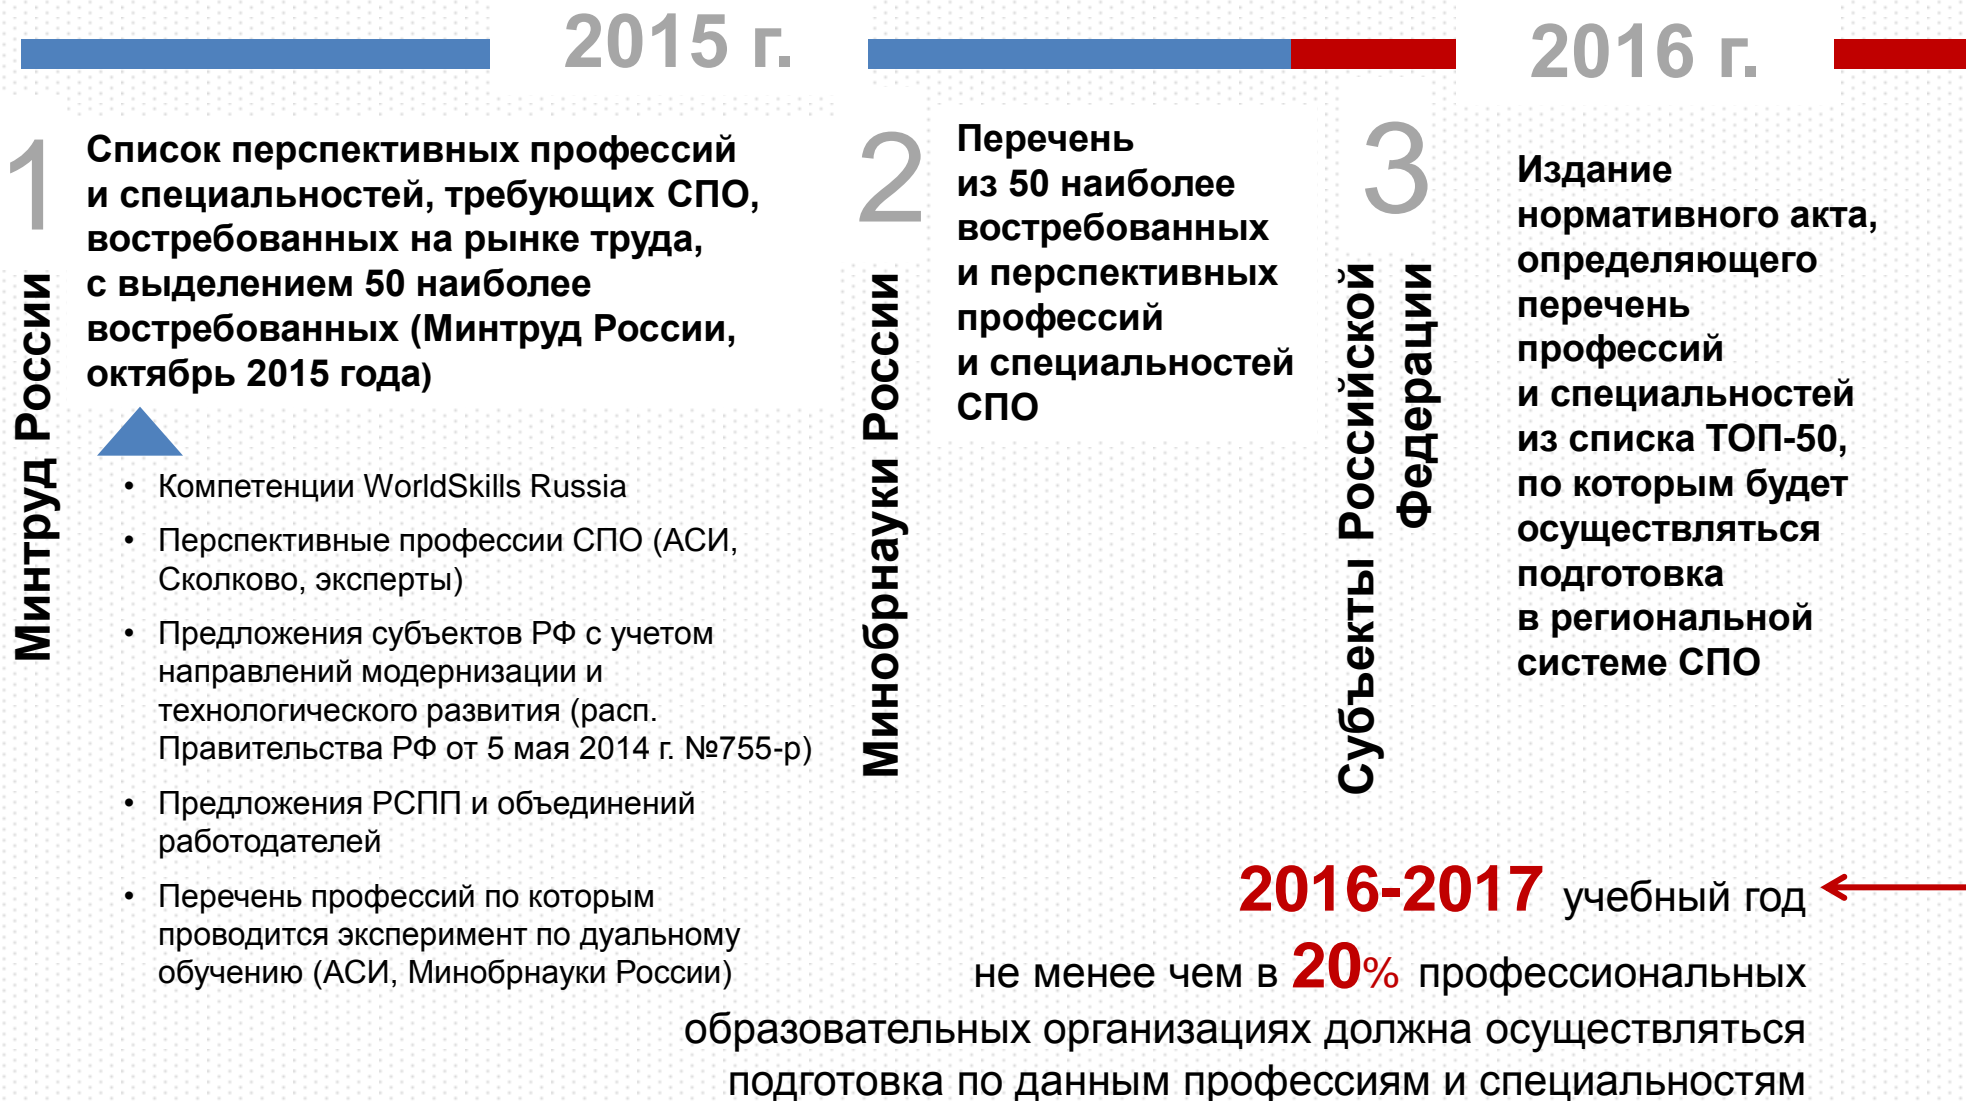 2015 г.
2016 г.
1
Минтруд России
Список перспективных профессий
и специальностей, требующих СПО,
востребованных на рынке труда,
с выделением 50 наиболее
востребованных (Минтруд России,
октябрь 2015 года)
• Компетенции WorldSkills Russia
• Перспективные профессии СПО (АСИ,
Сколково, эксперты)
• Предложения субъектов РФ с учетом
направлений модернизации и
технологического развития (расп.
Правительства РФ от 5 мая 2014 г. №755-р)
• Предложения РСПП и объединений
работодателей
• Перечень профессий по которым
проводится эксперимент по дуальному
обучению (АСИ, Минобрнауки России)
2
Минобрнауки России
Перечень
из 50 наиболее
востребованных
и перспективных
профессий
и специальностей
СПО
3
Субъекты Российской
Федерации
Издание
нормативного акта,
определяющего
перечень
профессий
и специальностей
из списка ТОП-50,
по которым будет
осуществляться
подготовка
в региональной
системе СПО
2016-2017 учебный год
не менее чем в 20% профессиональных
образовательных организациях должна осуществляться
подготовка по данным профессиям и специальностям